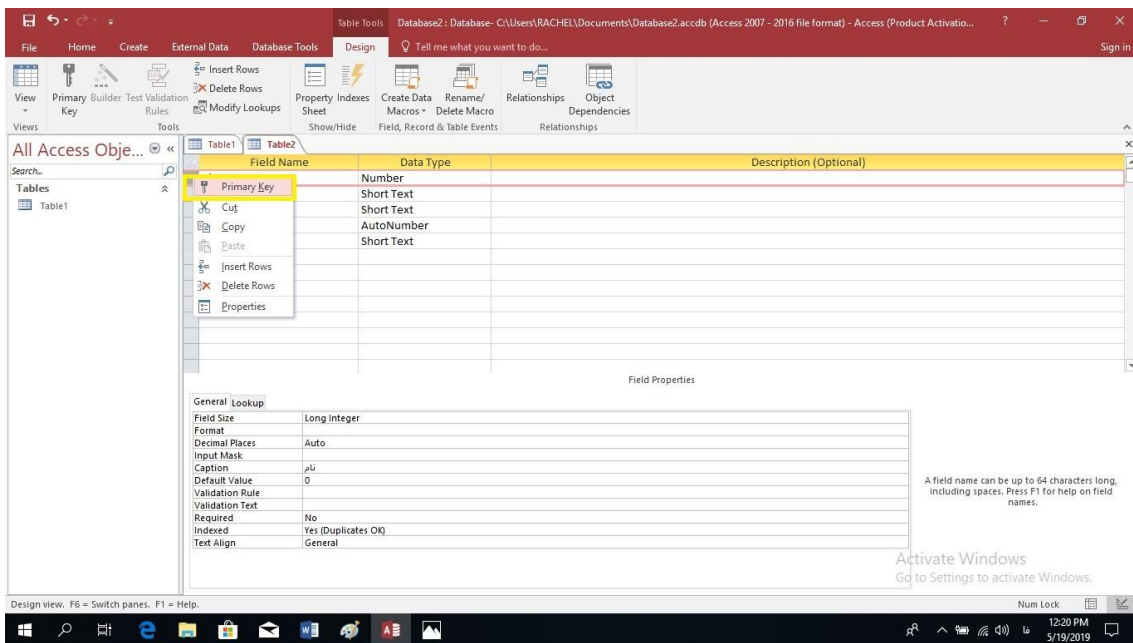 Table Tools Database2 : Database- C:\Users\RACHEL\Documents\Database2.accdb (Access 2007 - 2016 file format) - Access (Product Activatio... ?
File Home Create External Data Database Tools Design Tell me what you want to do... Sign in
View
Primary Key
Builder
Test Validation Rules
Insert Rows
Delete Rows
Modify Lookups
Property Sheet
Indexes
Create Data Macros
Rename/ Delete Macro
Relationships
Object Dependencies
Views Tools Show/Hide Field, Record & Table Events Relationships
All Access Obje... «
Search...
Tables
Table1
Table1 Table2
Field Name Data Type Description (Optional)
Number
Short Text
Short Text
AutoNumber
Short Text
Primary Key
Cut
Copy
Paste
Insert Rows
Delete Rows
Properties
Field Properties
General Lookup
Field Size Long Integer
Format
Decimal Places Auto
Input Mask
Caption نام
Default Value 0
Validation Rule
Validation Text
Required No
Indexed Yes (Duplicates OK)
Text Align General
A field name can be up to 64 characters long,
including spaces. Press F1 for help on field
names.
Activate Windows
Go to Settings to activate Windows.
Design view. F6 = Switch panes. F1 = Help. Num Lock
فا 12:20 PM
5/19/2019